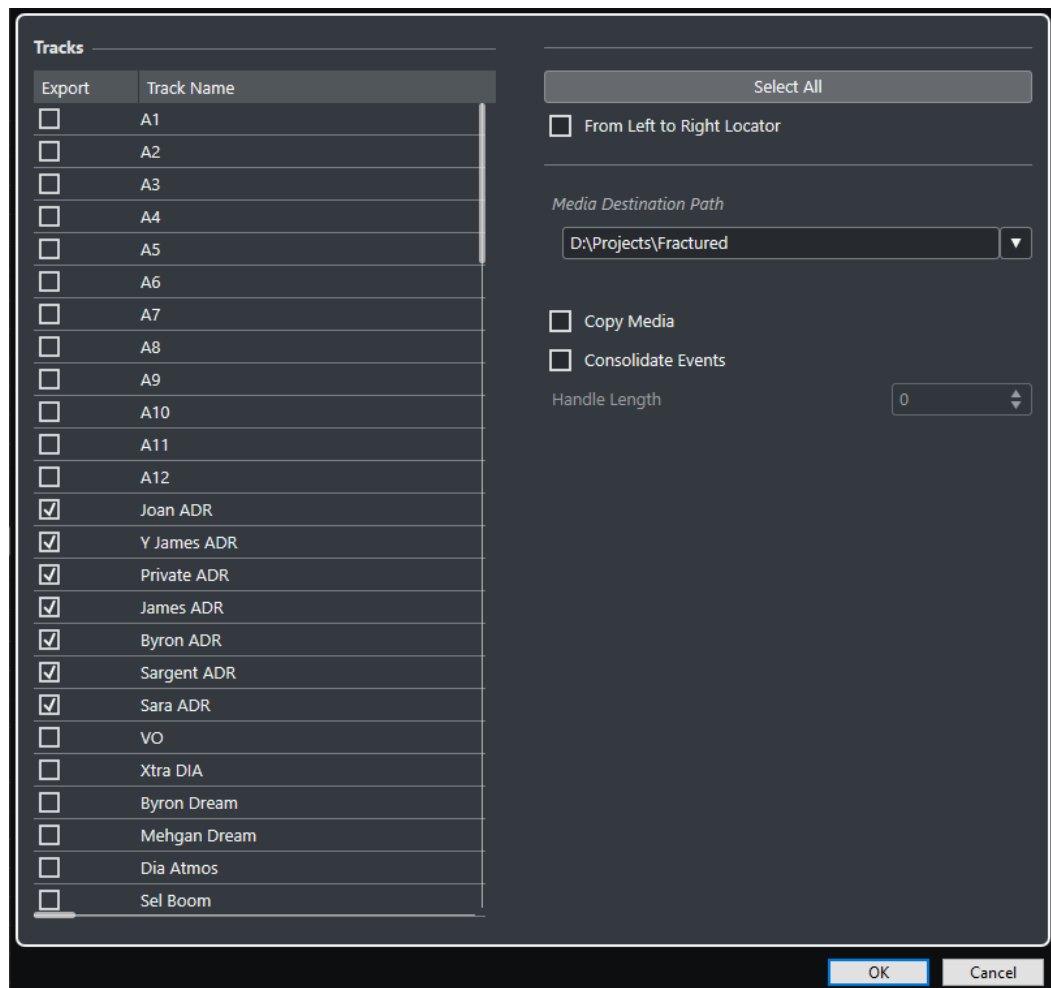 Tracks
Export Track Name
A1
A2
A3
A4
A5
A6
A7
A8
A9
A10
A11
A12
Joan ADR
Y James ADR
Private ADR
James ADR
Byron ADR
Sargent ADR
Sara ADR
VO
Xtra DIA
Byron Dream
Mehgan Dream
Dia Atmos
Sel Boom
Select All
From Left to Right Locator
Media Destination Path
D:\Projects\Fractured
Copy Media
Consolidate Events
Handle Length 0
OK Cancel